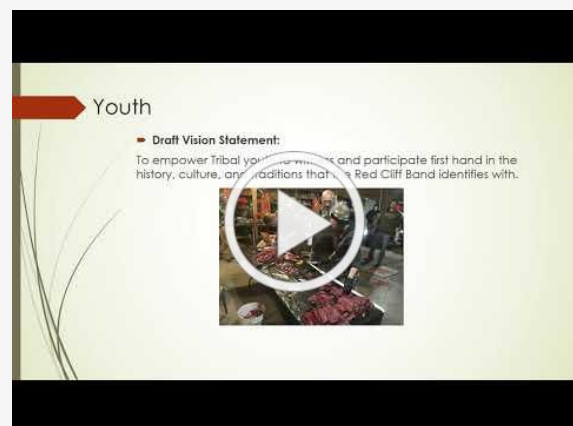 Youth
Draft Vision Statement:
To empower Tribal and participate first hand in the
history, culture, Red Cliff Band identifies with.